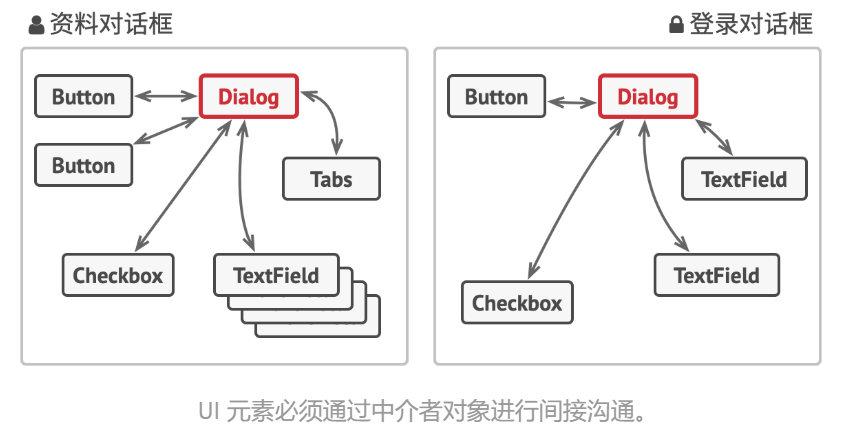 资料对话框
Button
Dialog
Button
Tabs
Checkbox
TextField
登录对话框
Button
Dialog
TextField
TextField
Checkbox
UI 元素必须通过中介者对象进行间接沟通。